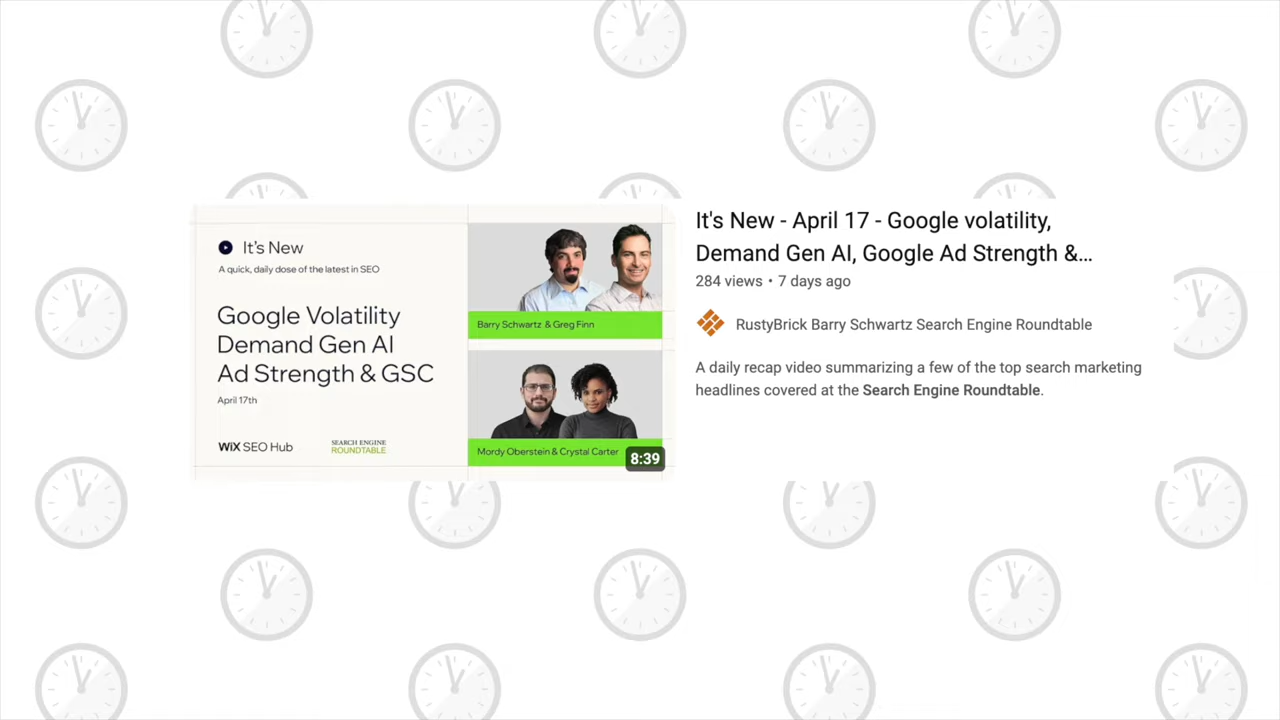 It's New
A quick, daily dose of the latest in SEO
Google Volatility
Demand Gen AI
Ad Strength & GSC
April 17th
WiX SEO Hub
SEARCH ENGINE
ROUNDTABLE
Barry Schwartz & Greg Finn
Mordy Oberstein & Crystal Carter
8:39
It's New - April 17 - Google volatility,
Demand Gen AI, Google Ad Strength &...
284 views • 7 days ago
RustyBrick Barry Schwartz Search Engine Roundtable
A daily recap video summarizing a few of the top search marketing
headlines covered at the Search Engine Roundtable.